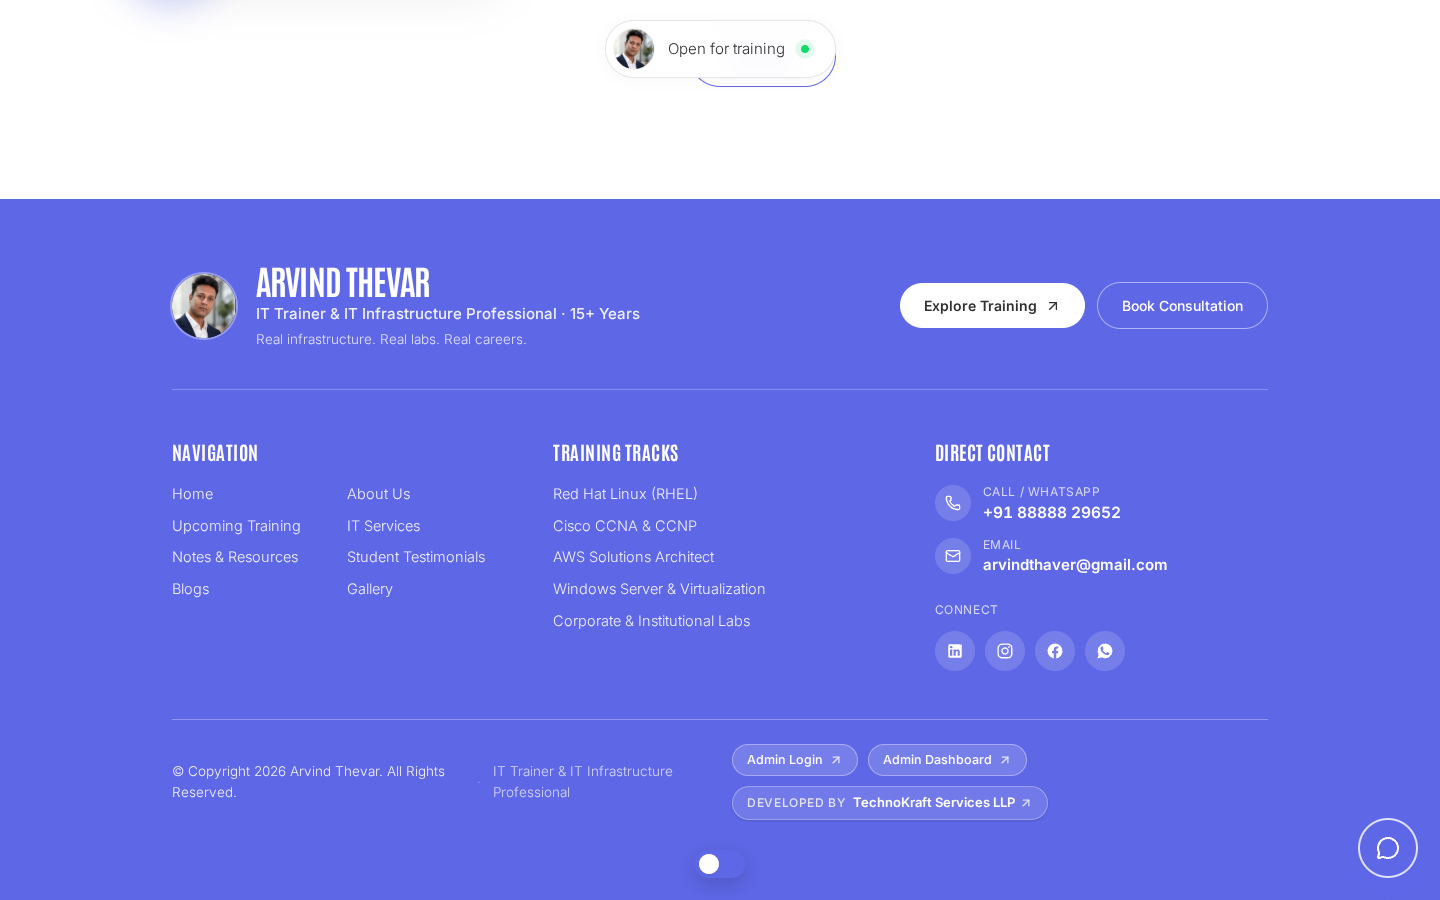 Open for training
ARVIND THEVAR
IT Trainer & IT Infrastructure Professional · 15+ Years
Real infrastructure. Real labs. Real careers.
Explore Training
Book Consultation
NAVIGATION
Home
About Us
Upcoming Training
IT Services
Notes & Resources
Student Testimonials
Blogs
Gallery
TRAINING TRACKS
Red Hat Linux (RHEL)
Cisco CCNA & CCNP
AWS Solutions Architect
Windows Server & Virtualization
Corporate & Institutional Labs
DIRECT CONTACT
CALL / WHATSAPP
+91 88888 29652
EMAIL
arvindthaver@gmail.com
CONNECT
© Copyright 2026 Arvind Thevar. All Rights
Reserved.
·
IT Trainer & IT Infrastructure
Professional
Admin Login
Admin Dashboard
DEVELOPED BY TechnoKraft Services LLP